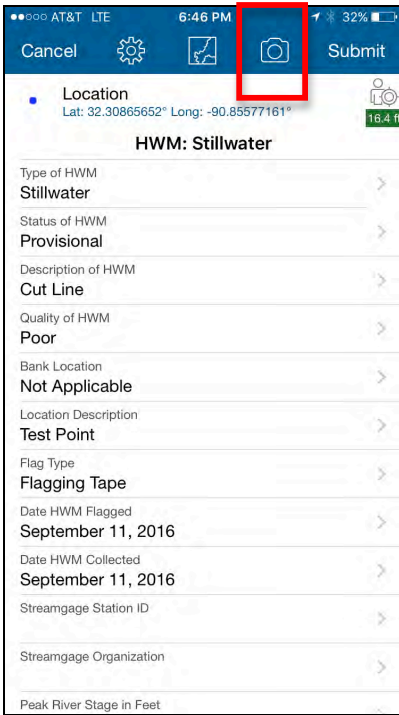 AT&T LTE 6:46 PM 32%
Cancel Submit
Location
Lat: 32.30865652° Long: -90.85577161°
16.4 ft
HWM: Stillwater
Type of HWM
Stillwater
Status of HWM
Provisional
Description of HWM
Cut Line
Quality of HWM
Poor
Bank Location
Not Applicable
Location Description
Test Point
Flag Type
Flagging Tape
Date HWM Flagged
September 11, 2016
Date HWM Collected
September 11, 2016
Streamgage Station ID
Streamgage Organization
Peak River Stage in Feet